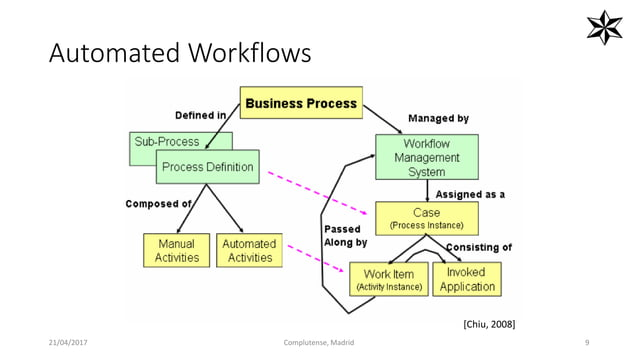 Automated Workflows
Business Process
Defined in
Managed by
Sub-Process
Process Definition
Workflow
Management
System
Assigned as a
Composed of
Case
(Process Instance)
Passed
Along by
Consisting of
Manual
Activities
Automated
Activities
Work Item
(Activity Instance)
Invoked
Application
[Chiu, 2008]
21/04/2017
Complutense, Madrid
9